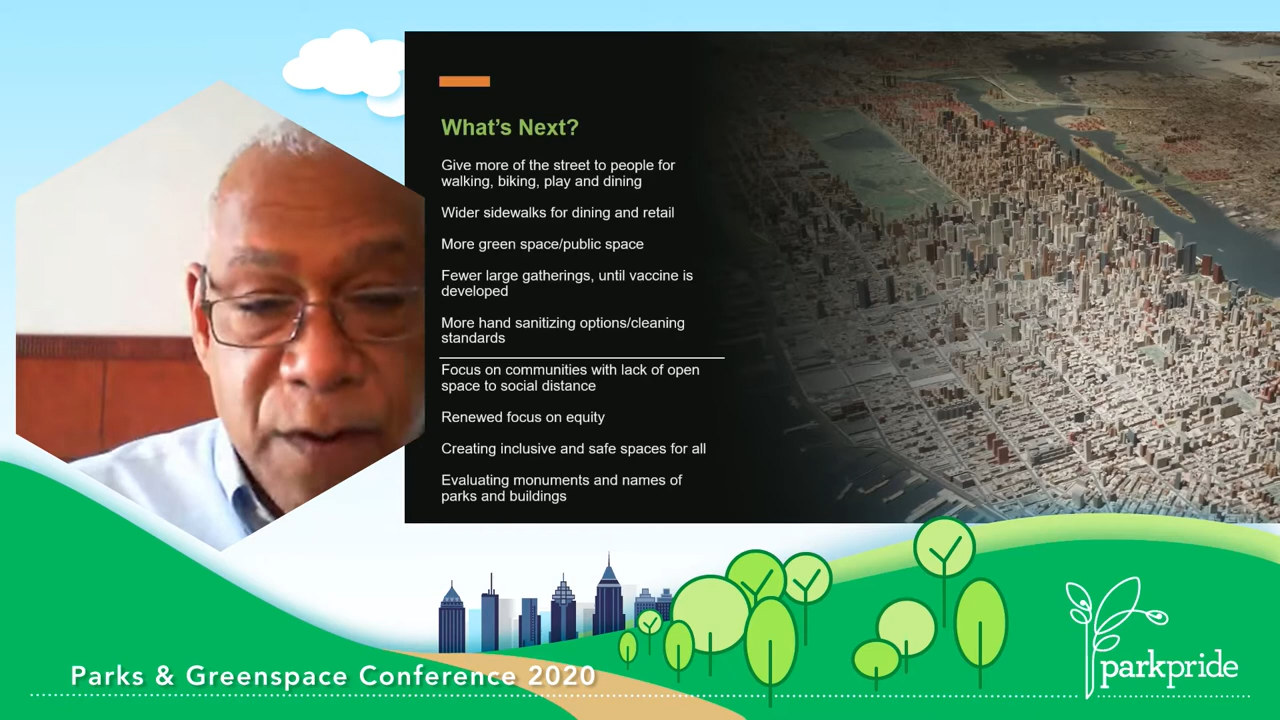 What's Next?
Give more of the street to people for
walking, biking, play and dining
Wider sidewalks for dining and retail
More green space/public space
Fewer large gatherings, until vaccine is
developed
More hand sanitizing options/cleaning
standards
Focus on communities with lack of open
space to social distance
Renewed focus on equity
Creating inclusive and safe spaces for all
Evaluating monuments and names of
parks and buildings
Parks & Greenspace Conference 2020
parkpride